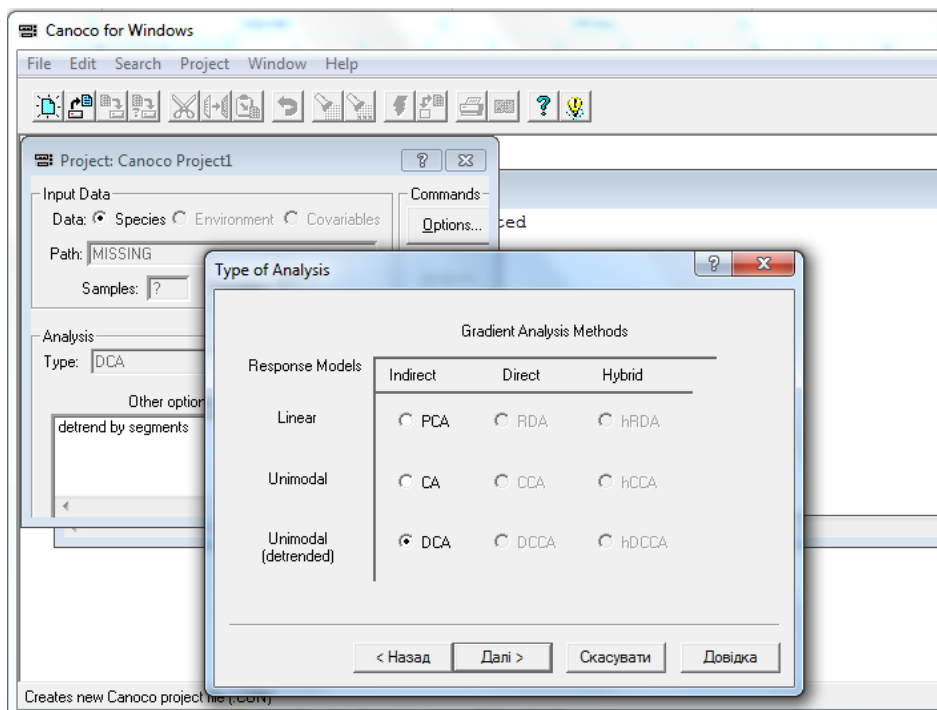 Canoco for Windows
File Edit Search Project Window Help
Project: Canoco Project1
Input Data
Data: Species Environment Covariables
Path: MISSING
Samples: ?
Commands
Options...
Analysis
Type: DCA
Other option
detrend by segments
Type of Analysis
Gradient Analysis Methods
Response Models Indirect Direct Hybrid
Linear PCA RDA hRDA
Unimodal CA CCA hCCA
Unimodal
(detrended) DCA DCCA hDCCA
< Назад Далі > Скасувати Довідка
Creates new Canoco project file (.CON)